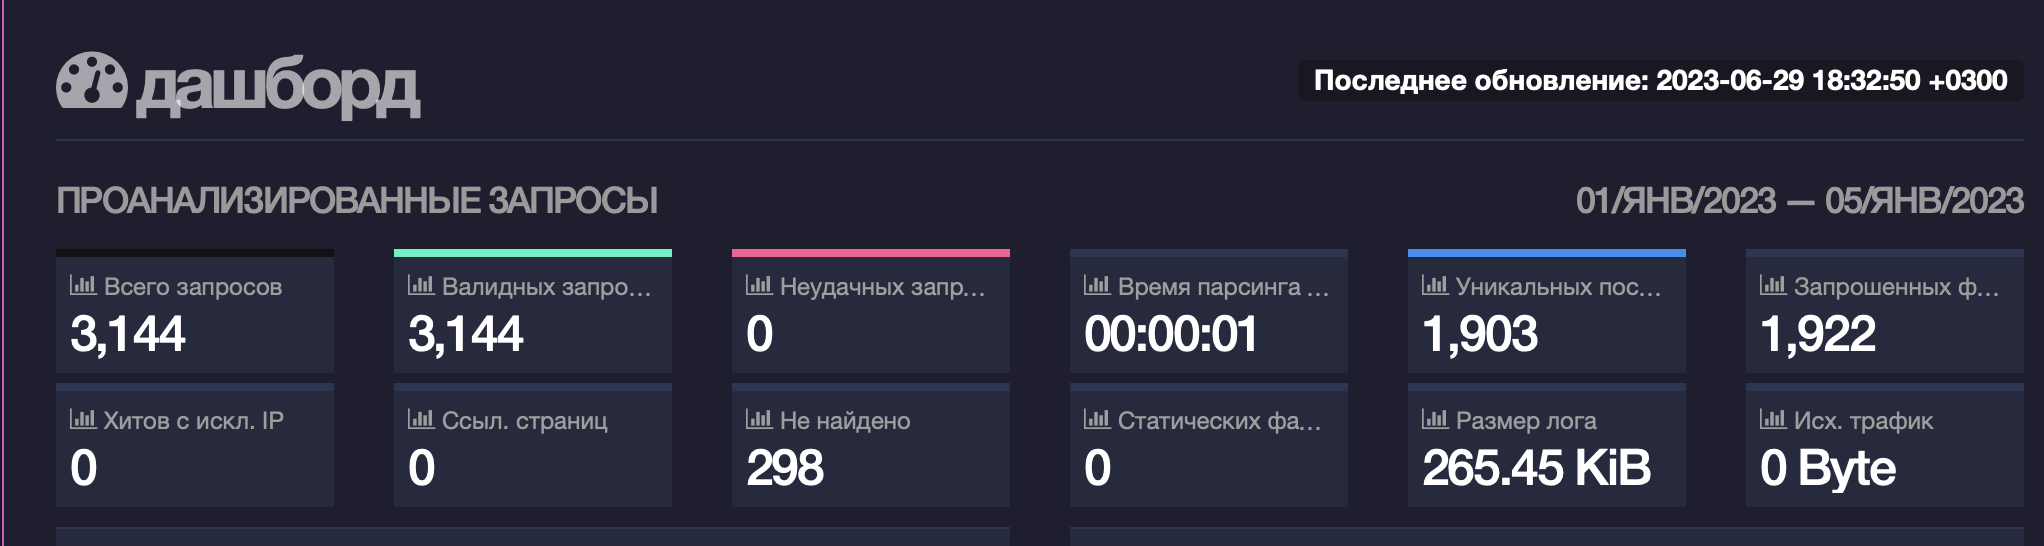 дашборд
Последнее обновление: 2023-06-29 18:32:50 +0300
ПРОАНАЛИЗИРОВАННЫЕ ЗАПРОСЫ
01/ЯНВ/2023 — 05/ЯНВ/2023
Всего запросов
3,144
Валидных запро...
3,144
Неудачных запр...
0
Время парсинга ...
00:00:01
Уникальных пос...
1,903
Запрошенных ф...
1,922
Хитов с искл. IP
0
Ссыл. страниц
0
Не найдено
298
Статических фа...
0
Размер лога
265.45 KiB
Исх. трафик
0 Byte